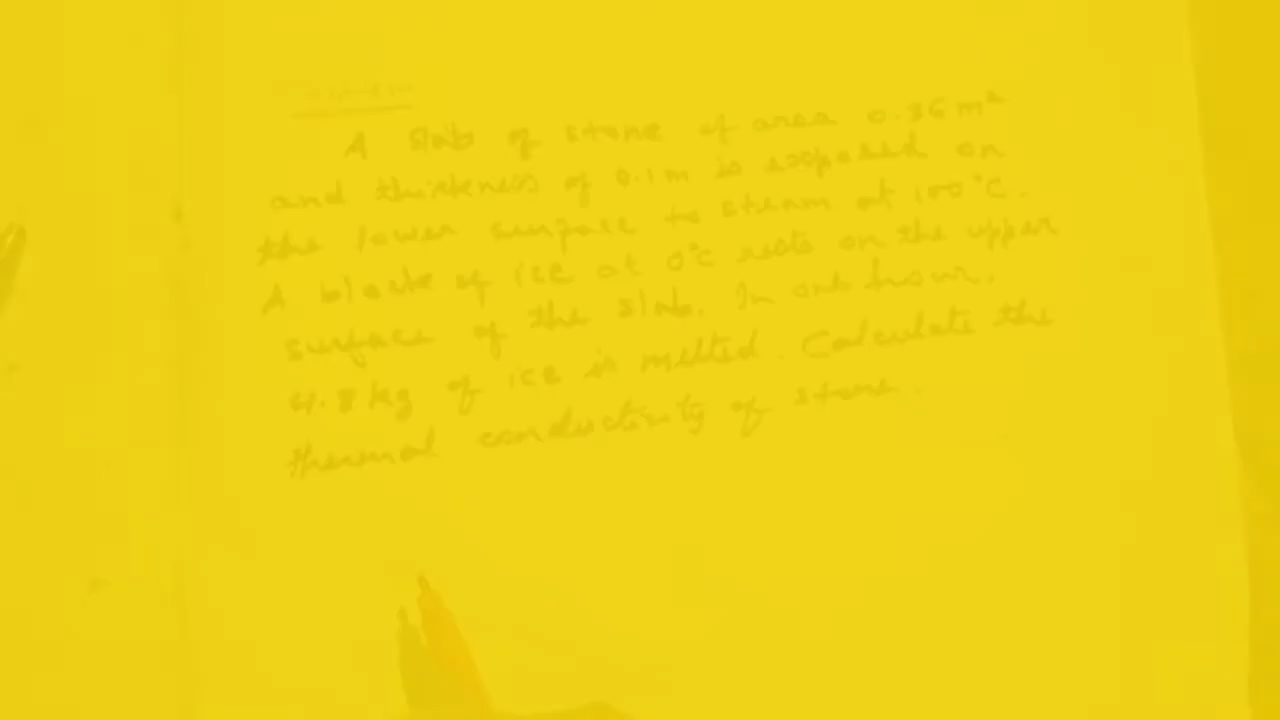 A slab of stone of area 0.36 m²
and thickness of 0.1 m is exposed on
the lower surface to steam at 100°C.
A block of ice at 0°C rests on the upper
surface of the slab. In one hour.
4.8 kg of ice is melted. Calculate the
thermal conductivity of stone.